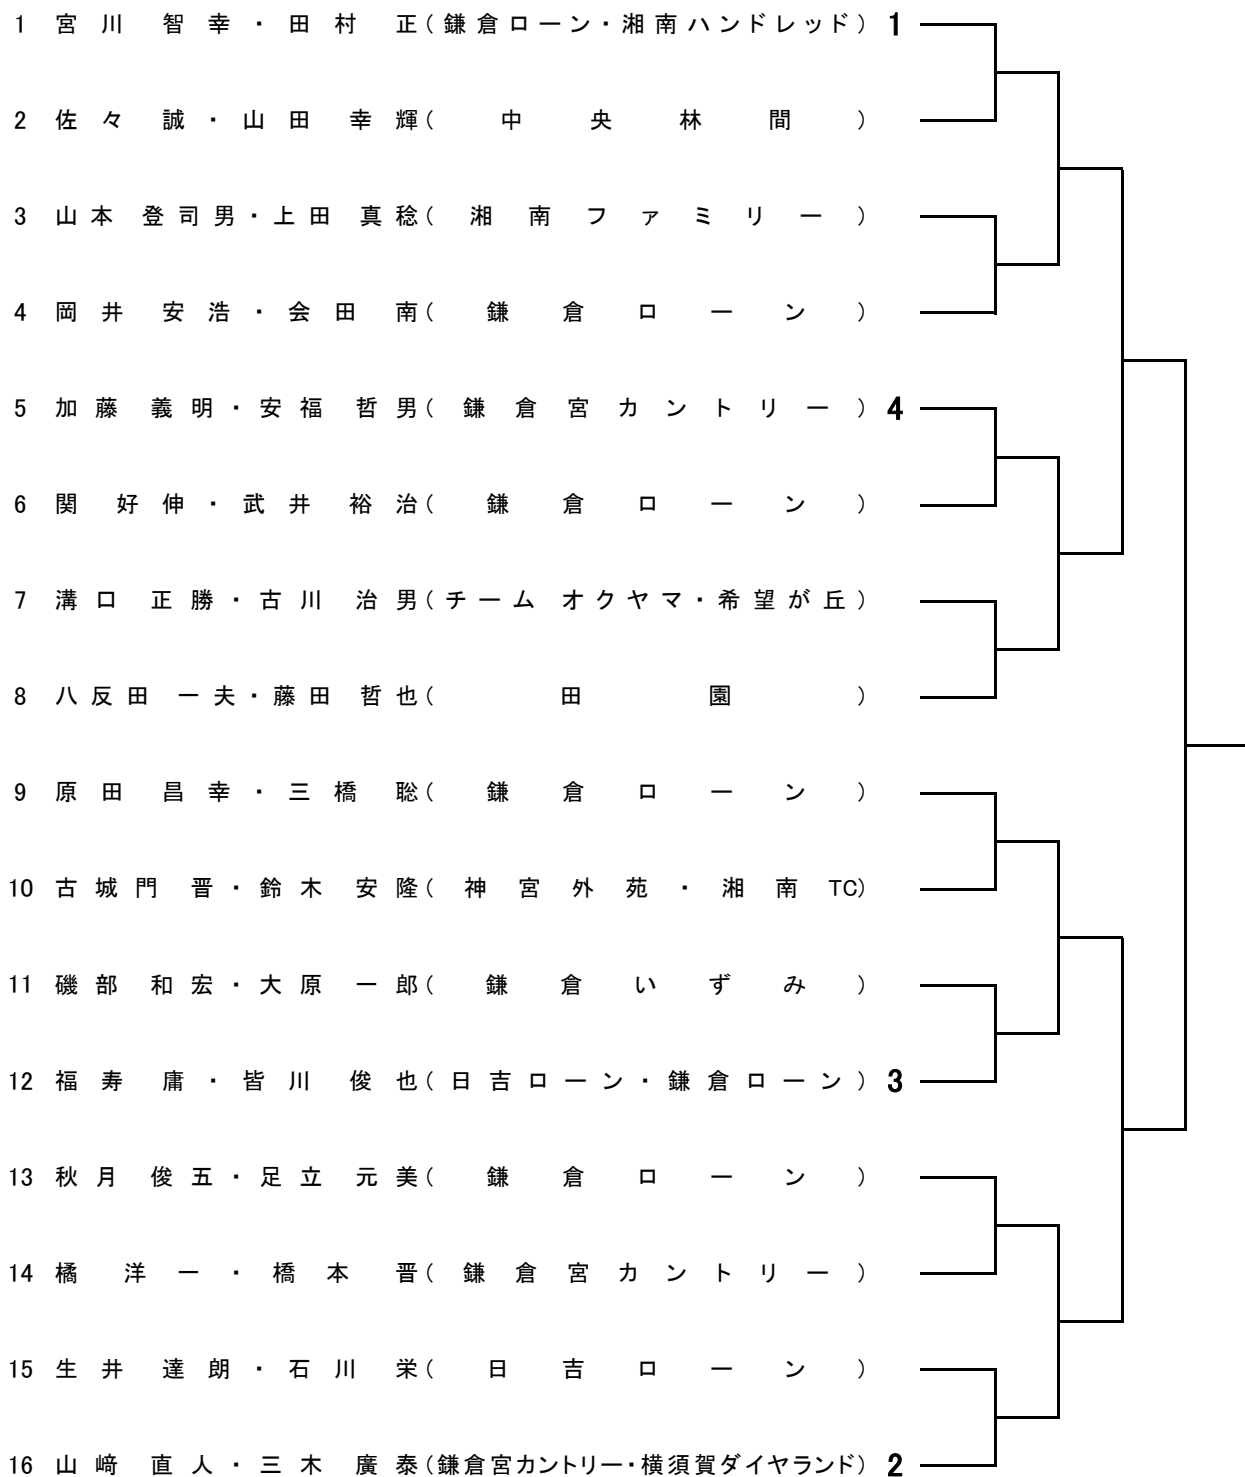 1 宮川 智幸・田村 正(鎌倉ローン・湘南ハンドレッド) 1
2 佐々 誠・山田 幸輝(中央林間)
3 山本 登司男・上田 真稔(湘南ファミリー)
4 岡井 安浩・会田 南(鎌倉ローン)
5 加藤 義明・安福 哲男(鎌倉宮カントリー) 4
6 関 好伸・武井 裕治(鎌倉ローン)
7 溝口 正勝・古川 治男(チーム オクヤマ・希望が丘)
8 八反田 一夫・藤田 哲也(田園)
9 原田 昌幸・三橋 聡(鎌倉ローン)
10 古城門 晋・鈴木 安隆(神宮外苑・湘南TC)
11 磯部 和宏・大原 一郎(鎌倉いずみ)
12 福寿 庸・皆川 俊也(日吉ローン・鎌倉ローン) 3
13 秋月 俊五・足立 元美(鎌倉ローン)
14 橘 洋一・橋本 晋(鎌倉宮カントリー)
15 生井 達朗・石川 栄(日吉ローン)
16 山﨑 直人・三木 廣泰(鎌倉宮カントリー・横須賀ダイヤランド) 2